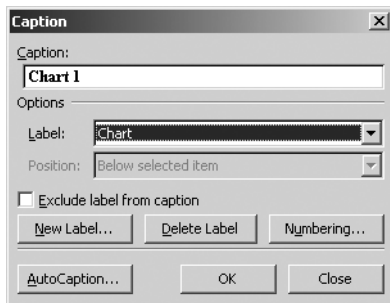 Caption
Caption:
Chart 1
Options
Label: Chart
Position: Below selected item
Exclude label from caption
New Label... Delete Label Numbering...
AutoCaption... OK Close